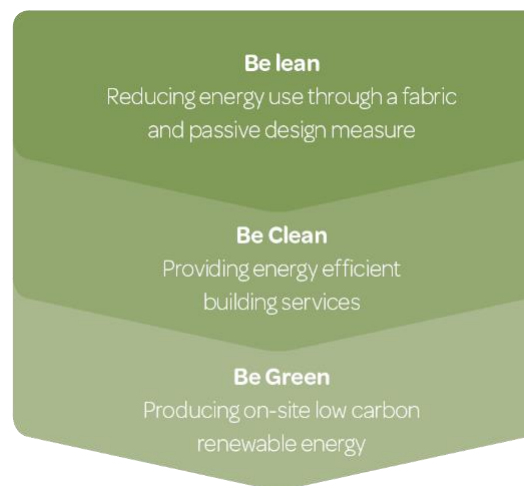 Be lean
Reducing energy use through a fabric
and passive design measure
Be Clean
Providing energy efficient
building services
Be Green
Producing on-site low carbon
renewable energy